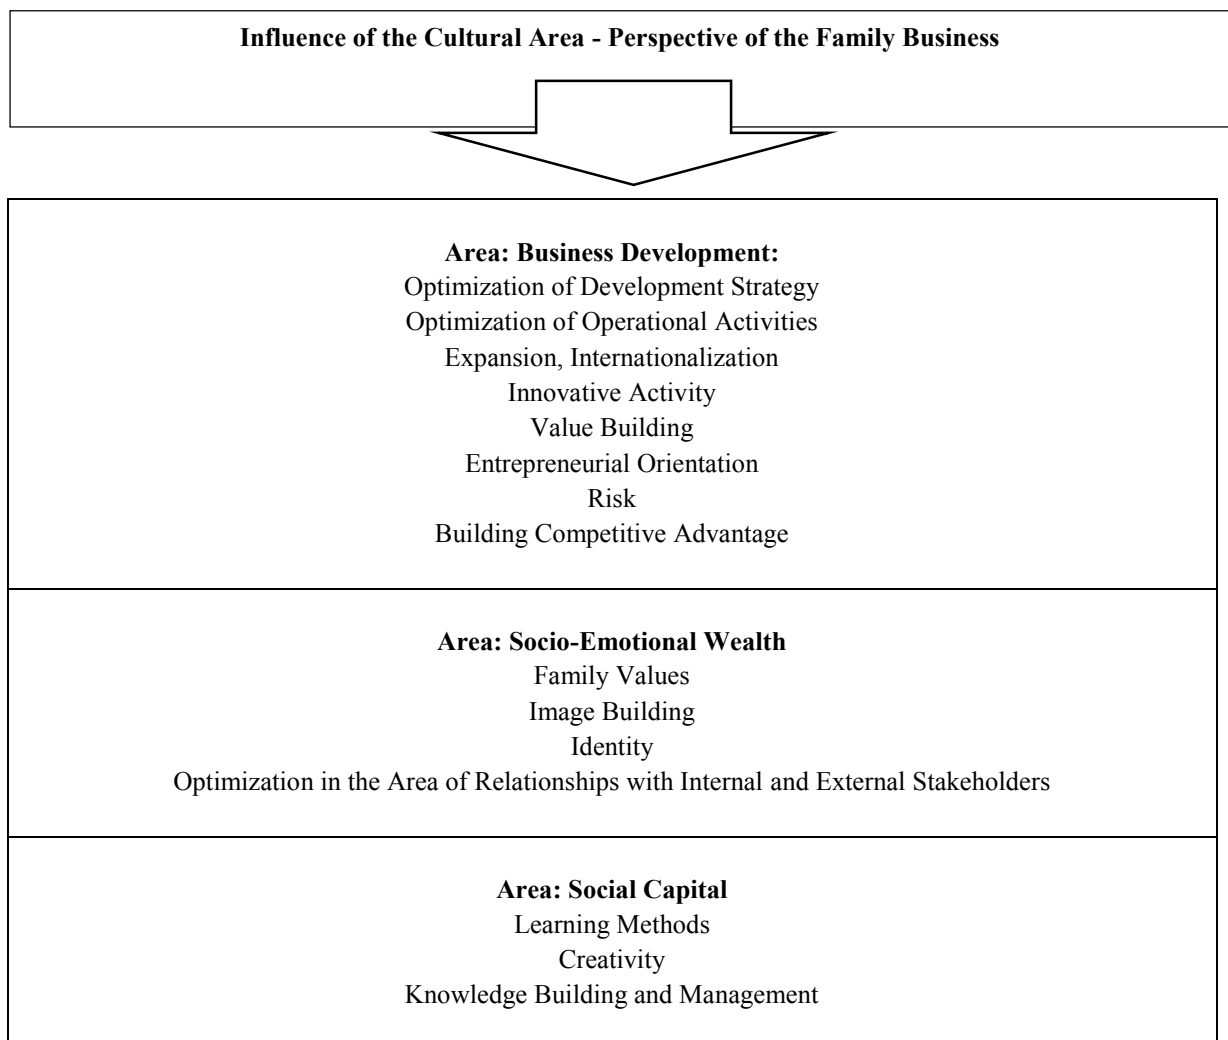 Influence of the Cultural Area - Perspective of the Family Business
Area: Business Development:
Optimization of Development Strategy
Optimization of Operational Activities
Expansion, Internationalization
Innovative Activity
Value Building
Entrepreneurial Orientation
Risk
Building Competitive Advantage
Area: Socio-Emotional Wealth
Family Values
Image Building
Identity
Optimization in the Area of Relationships with Internal and External Stakeholders
Area: Social Capital
Learning Methods
Creativity
Knowledge Building and Management